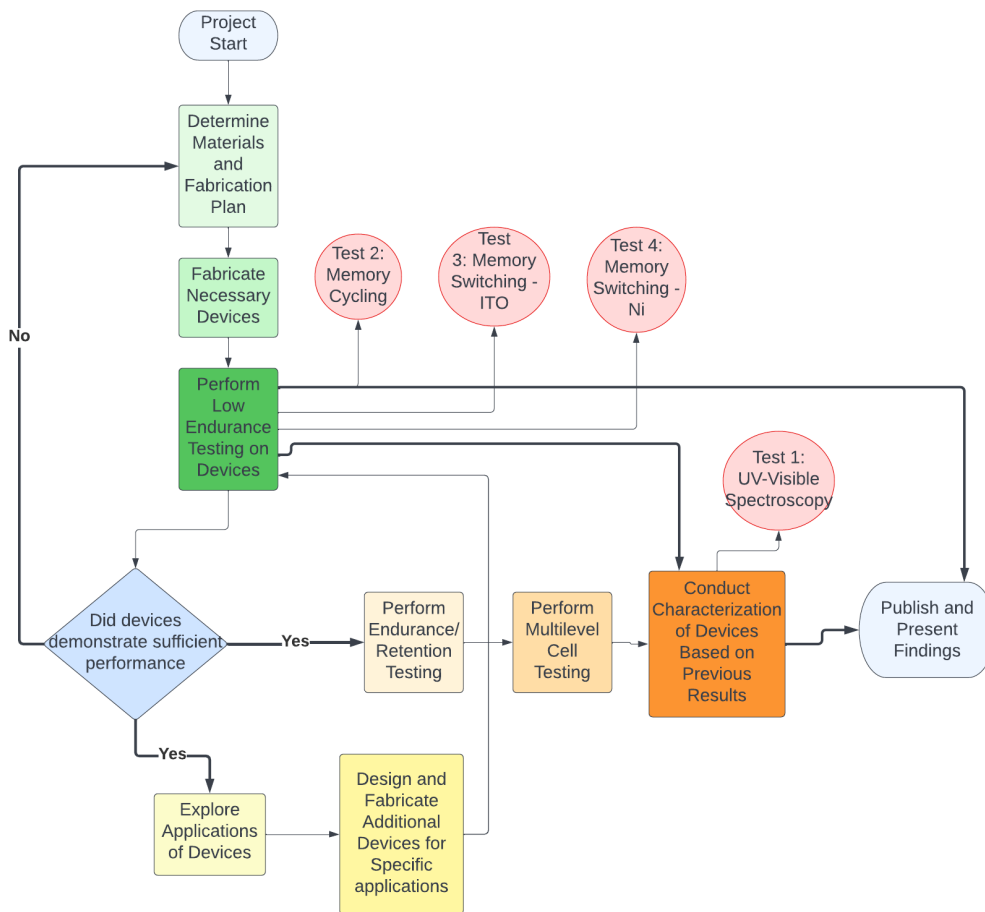 Project
Start
Determine
Materials
and
Fabrication
Plan
Fabricate
Necessary
Devices
Test 2:
Memory
Cycling
Test
3: Memory
Switching -
ITO
Test 4:
Memory
Switching -
Ni
No
Perform
Low
Endurance
Testing on
Devices
Test 1:
UV-Visible
Spectroscopy
Did devices
demonstrate sufficient
performance
Yes
Perform
Endurance/
Retention
Testing
Perform
Multilevel
Cell
Testing
Conduct
Characterization
of Devices
Based on
Previous
Results
Publish and
Present
Findings
Yes
Explore
Applications
of Devices
Design and
Fabricate
Additional
Devices for
Specific
applications